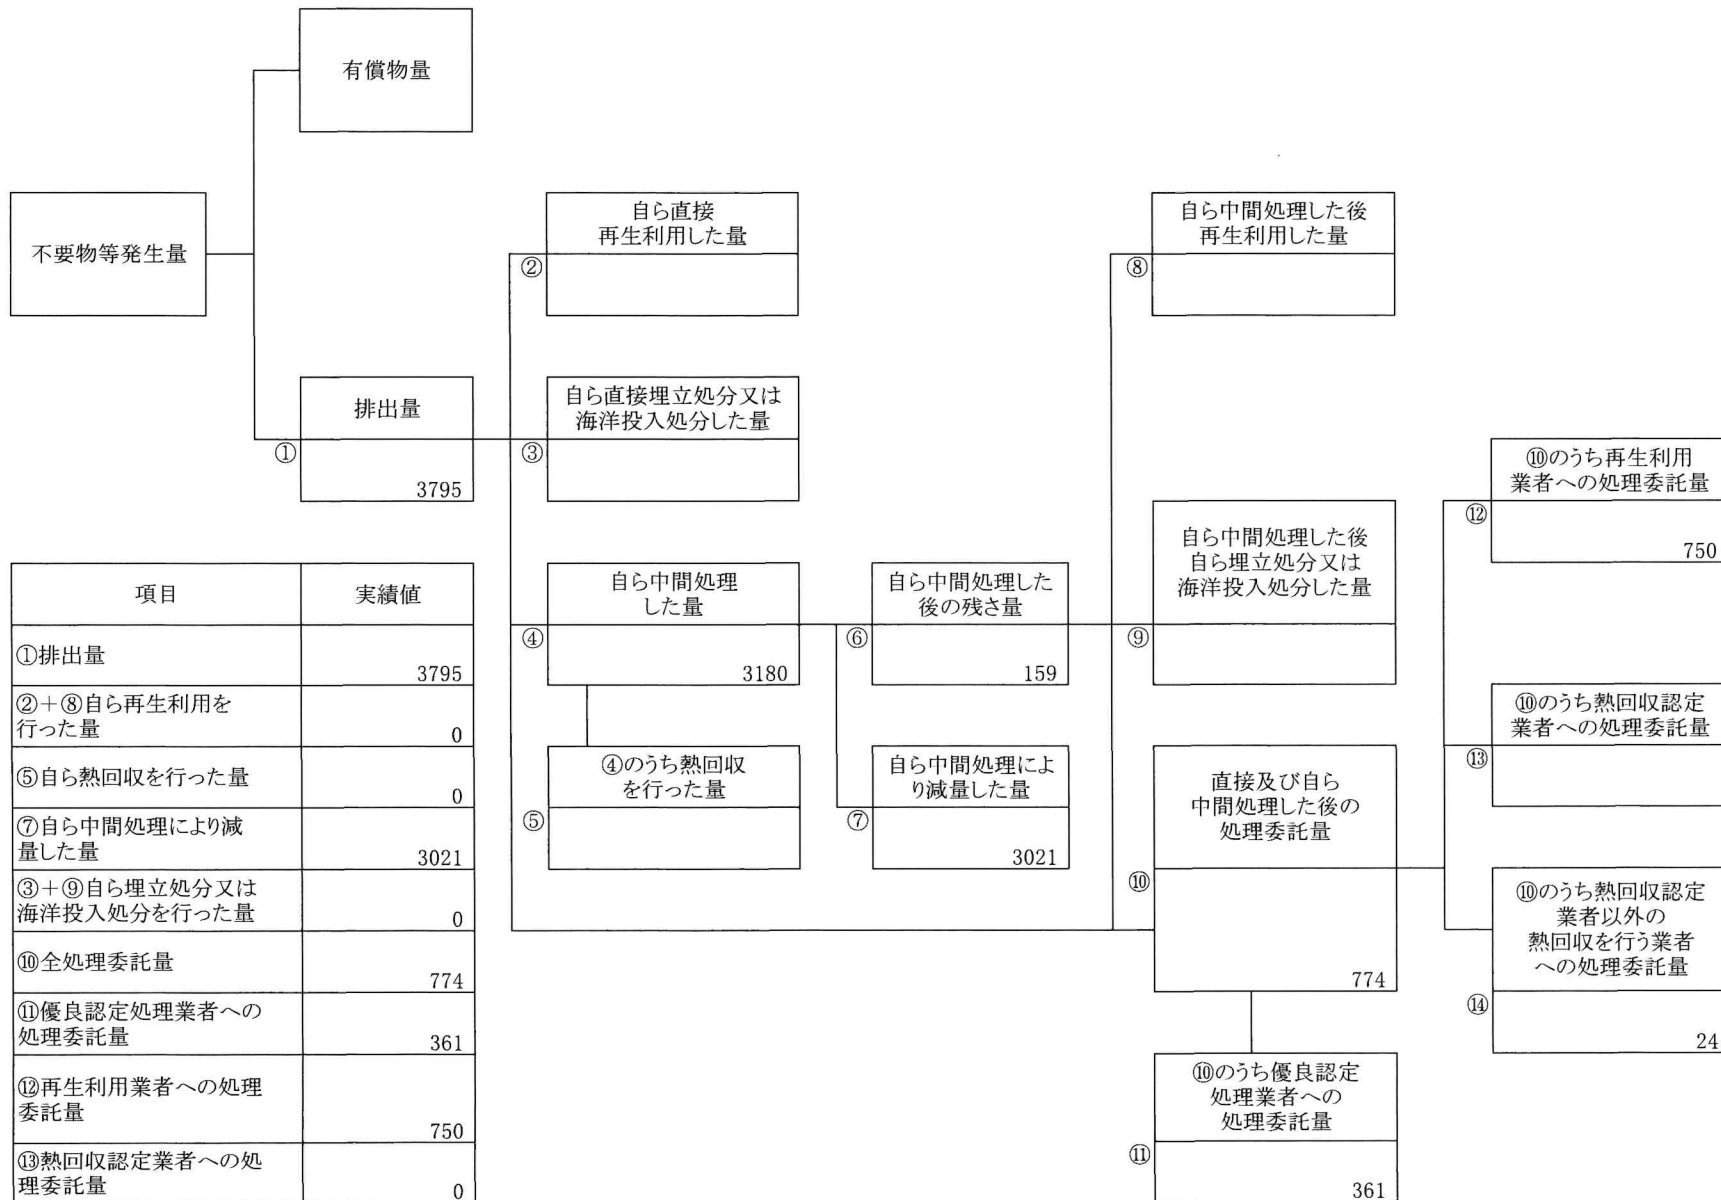 有償物量
不要物等発生量
自ら直接
再生利用した量
②
自ら中間処理した後
再生利用した量
⑧
排出量
①
3795
自ら直接埋立処分又は
海洋投入処分した量
③
⑩のうち再生利用
業者への処理委託量
⑫
750
自ら中間処理
した量
④
3180
自ら中間処理した
後の残さ量
⑥
159
自ら中間処理した後
自ら埋立処分又は
海洋投入処分した量
⑨
⑩のうち熱回収認定
業者への処理委託量
⑬
④のうち熱回収
を行った量
⑤
自ら中間処理によ
り減量した量
⑦
3021
直接及び自ら
中間処理した後の
処理委託量
⑩
774
⑩のうち熱回収認定
業者以外の
熱回収を行う業者
への処理委託量
⑭
24
⑩のうち優良認定
処理業者への
処理委託量
⑪
361
項目 実績値
①排出量
3795
②+⑧自ら再生利用を
行った量
0
⑤自ら熱回収を行った量
0
⑦自ら中間処理により減
量した量
3021
③+⑨自ら埋立処分又は
海洋投入処分を行った量
0
⑩全処理委託量
774
⑪優良認定処理業者への
処理委託量
361
⑫再生利用業者への処理
委託量
750
⑬熱回収認定業者への処
理委託量
0